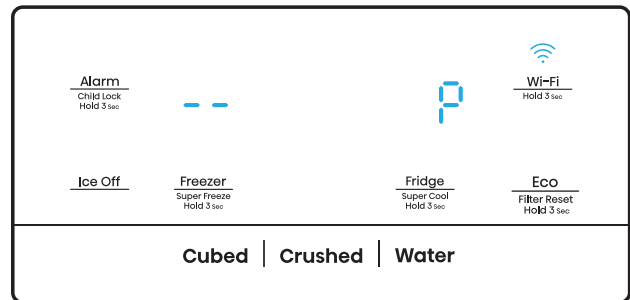 Alarm
Child Lock
Hold 3 Sec
-- P
Wi-Fi
Hold 3 Sec
Ice Off
Freezer
Super Freeze
Hold 3 Sec
Fridge
Super Cool
Hold 3 Sec
Eco
Filter Reset
Hold 3 Sec
Cubed | Crushed | Water